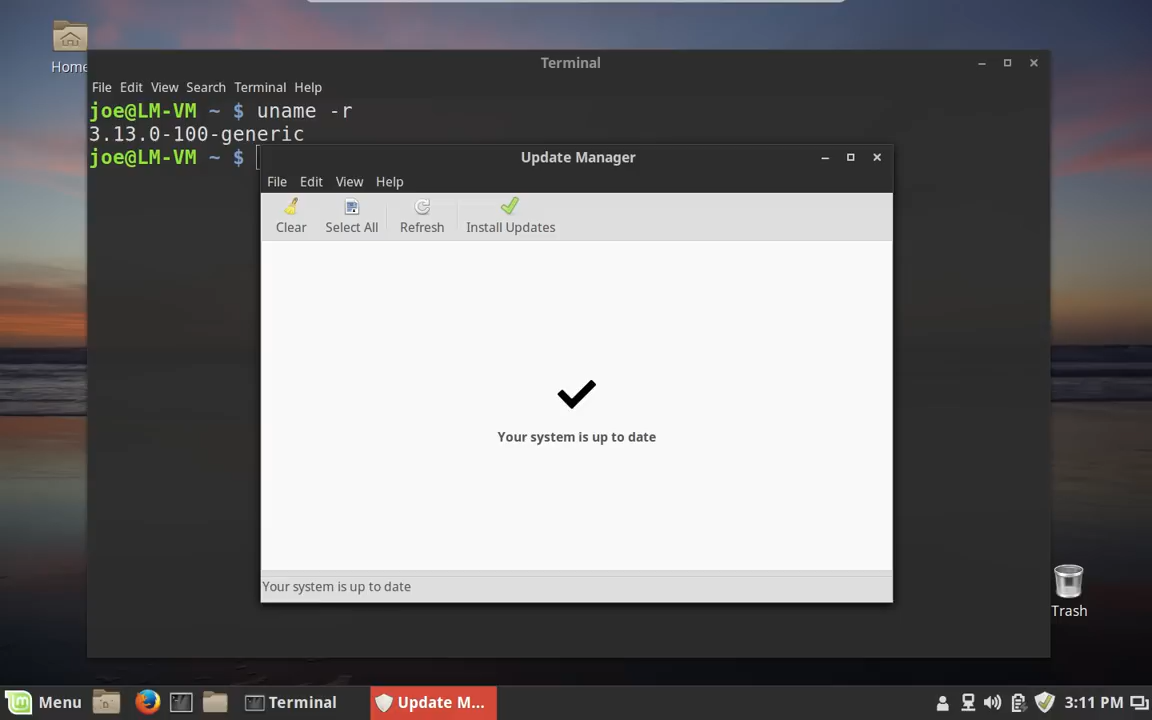 Home
Terminal
File Edit View Search Terminal Help
joe@LM-VM ~ $ uname -r
3.13.0-100-generic
joe@LM-VM ~ $
Update Manager
File Edit View Help
Clear Select All Refresh Install Updates
Your system is up to date
Your system is up to date
Trash
Menu Terminal Update M... 3:11 PM